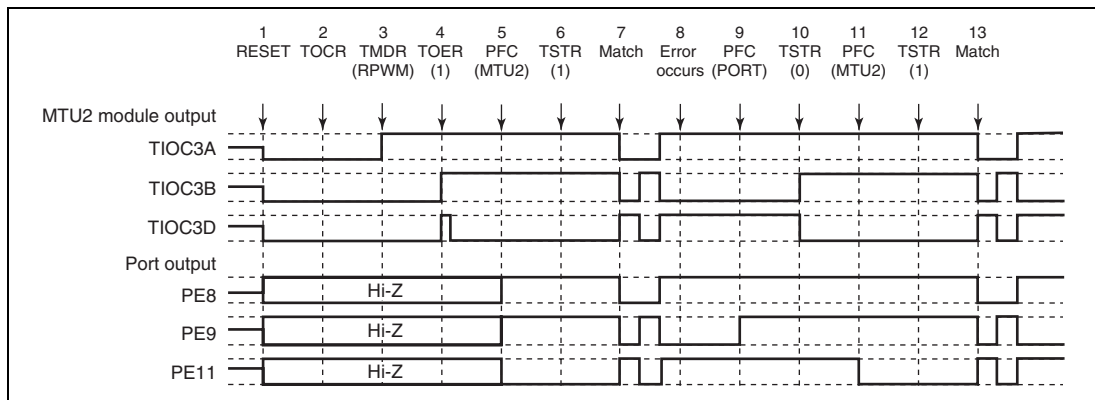 1 2 3 4 5 6 7 8 9 10 11 12 13
RESET TOCR TMDR TOER PFC TSTR Match Error PFC TSTR PFC TSTR Match
(RPWM) (1) (MTU2) (1) occurs (PORT) (0) (MTU2) (1)
MTU2 module output
TIOC3A
TIOC3B
TIOC3D
Port output
PE8 Hi-Z
PE9 Hi-Z
PE11 Hi-Z